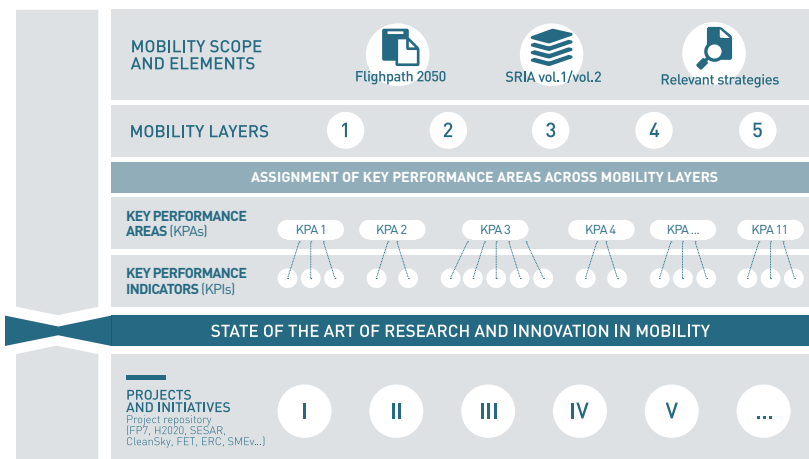 MOBILITY SCOPE
AND ELEMENTS
Flighpath 2050
SRIA vol.1/vol.2
Relevant strategies
MOBILITY LAYERS
1
2
3
4
5
ASSIGNMENT OF KEY PERFORMANCE AREAS ACROSS MOBILITY LAYERS
KEY PERFORMANCE
AREAS (KPAs)
KPA 1
KPA 2
KPA 3
KPA 4
KPA ...
KPA 11
KEY PERFORMANCE
INDICATORS (KPIs)
STATE OF THE ART OF RESEARCH AND INNOVATION IN MOBILITY
PROJECTS
AND INITIATIVES
Project repository
(FP7, H2020, SESAR,
CleanSky, FET, ERC, SMEv...)
I
II
III
IV
V
...